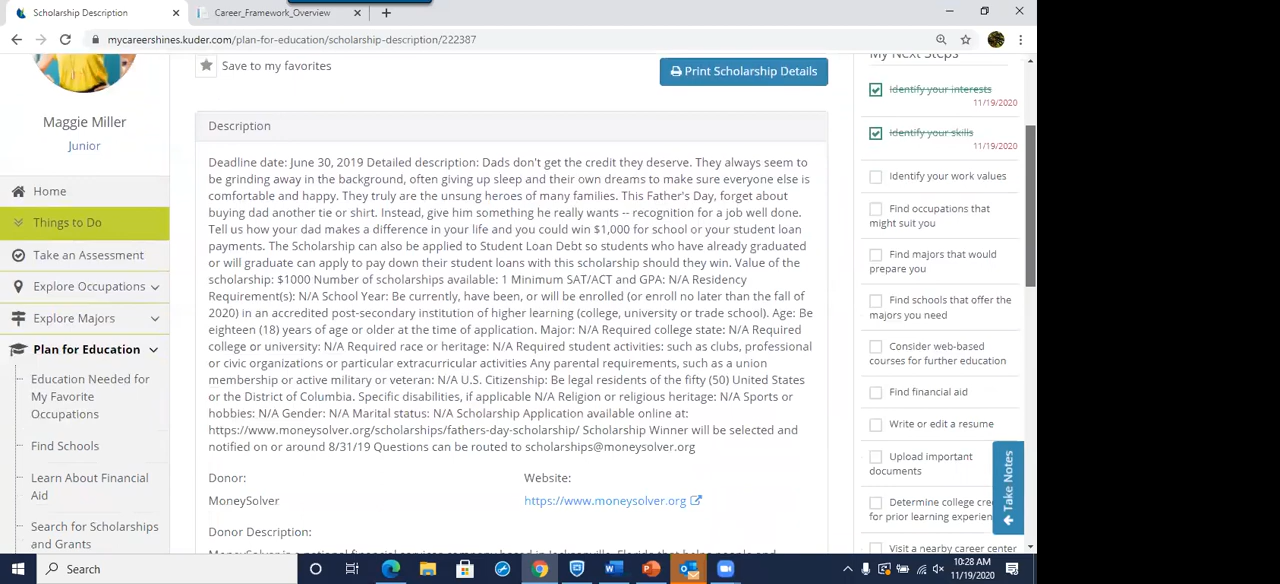 Scholarship Description
Career_Framework_Overview
mycareershines.kuder.com/plan-for-education/scholarship-description/222387
Maggie Miller
Junior
Home
Things to Do
Take an Assessment
Explore Occupations
Explore Majors
Plan for Education
Education Needed for
My Favorite
Occupations
Find Schools
Learn About Financial
Aid
Search for Scholarships
and Grants
Save to my favorites
Print Scholarship Details
Description
Deadline date: June 30, 2019 Detailed description: Dads don't get the credit they deserve. They always seem to
be grinding away in the background, often giving up sleep and their own dreams to make sure everyone else is
comfortable and happy. They truly are the unsung heroes of many families. This Father's Day, forget about
buying dad another tie or shirt. Instead, give him something he really wants -- recognition for a job well done.
Tell us how your dad makes a difference in your life and you could win $1,000 for school or your student loan
payments. The Scholarship can also be applied to Student Loan Debt so students who have already graduated
or will graduate can apply to pay down their student loans with this scholarship should they win. Value of the
scholarship: $1000 Number of scholarships available: 1 Minimum SAT/ACT and GPA: N/A Residency
Requirement(s): N/A School Year: Be currently, have been, or will be enrolled (or enroll no later than the fall of
2020) in an accredited post-secondary institution of higher learning (college, university or trade school). Age: Be
eighteen (18) years of age or older at the time of application. Major: N/A Required college state: N/A Required
college or university: N/A Required race or heritage: N/A Required student activities: such as clubs, professional
or civic organizations or particular extracurricular activities Any parental requirements, such as a union
membership or active military or veteran: N/A U.S. Citizenship: Be legal residents of the fifty (50) United States
or the District of Columbia. Specific disabilities, if applicable N/A Religion or religious heritage: N/A Sports or
hobbies: N/A Gender: N/A Marital status: N/A Scholarship Application available online at:
https://www.moneysolver.org/scholarships/fathers-day-scholarship/ Scholarship Winner will be selected and
notified on or around 8/31/19 Questions can be routed to scholarships@moneysolver.org
Donor:
MoneySolver
Website:
https://www.moneysolver.org
Donor Description:
My Next Steps
Identify your interests
11/19/2020
Identify your skills
11/19/2020
Identify your work values
Find occupations that
might suit you
Find majors that would
prepare you
Find schools that offer the
majors you need
Consider web-based
courses for further education
Find financial aid
Write or edit a resume
Upload important
documents
Determine college cre
for prior learning experien
Visit a nearby career center
Take Notes
Search
10:28 AM
11/19/2020